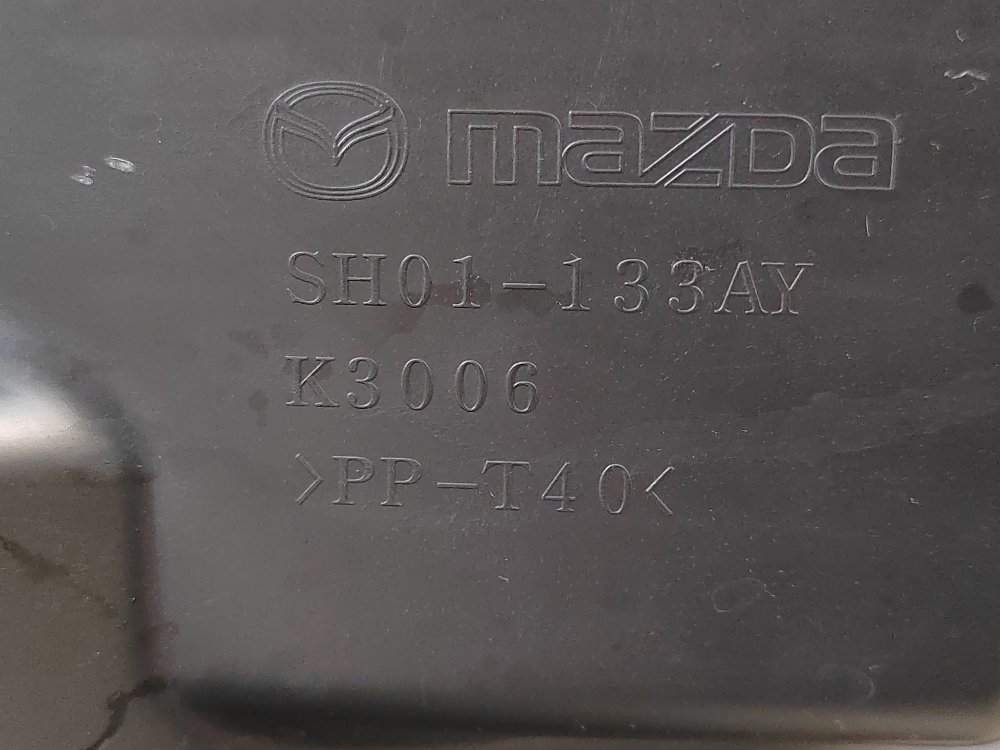 mazda
SH01-133AY
K3006
>PP-T40<